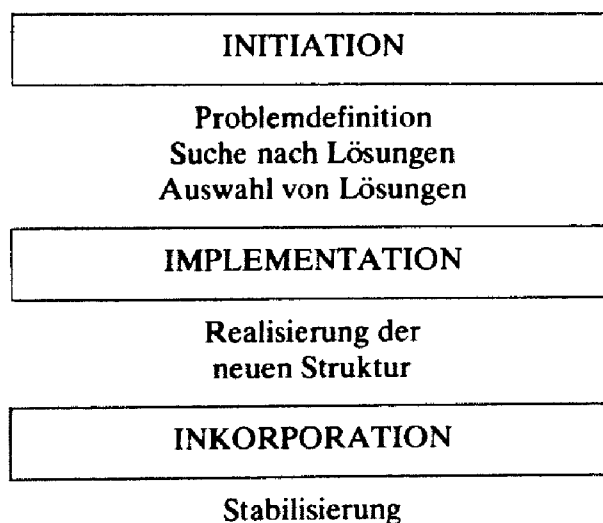 INITIATION
Problemdefinition
Suche nach Lösungen
Auswahl von Lösungen
IMPLEMENTATION
Realisierung der
neuen Struktur
INKORPORATION
Stabilisierung